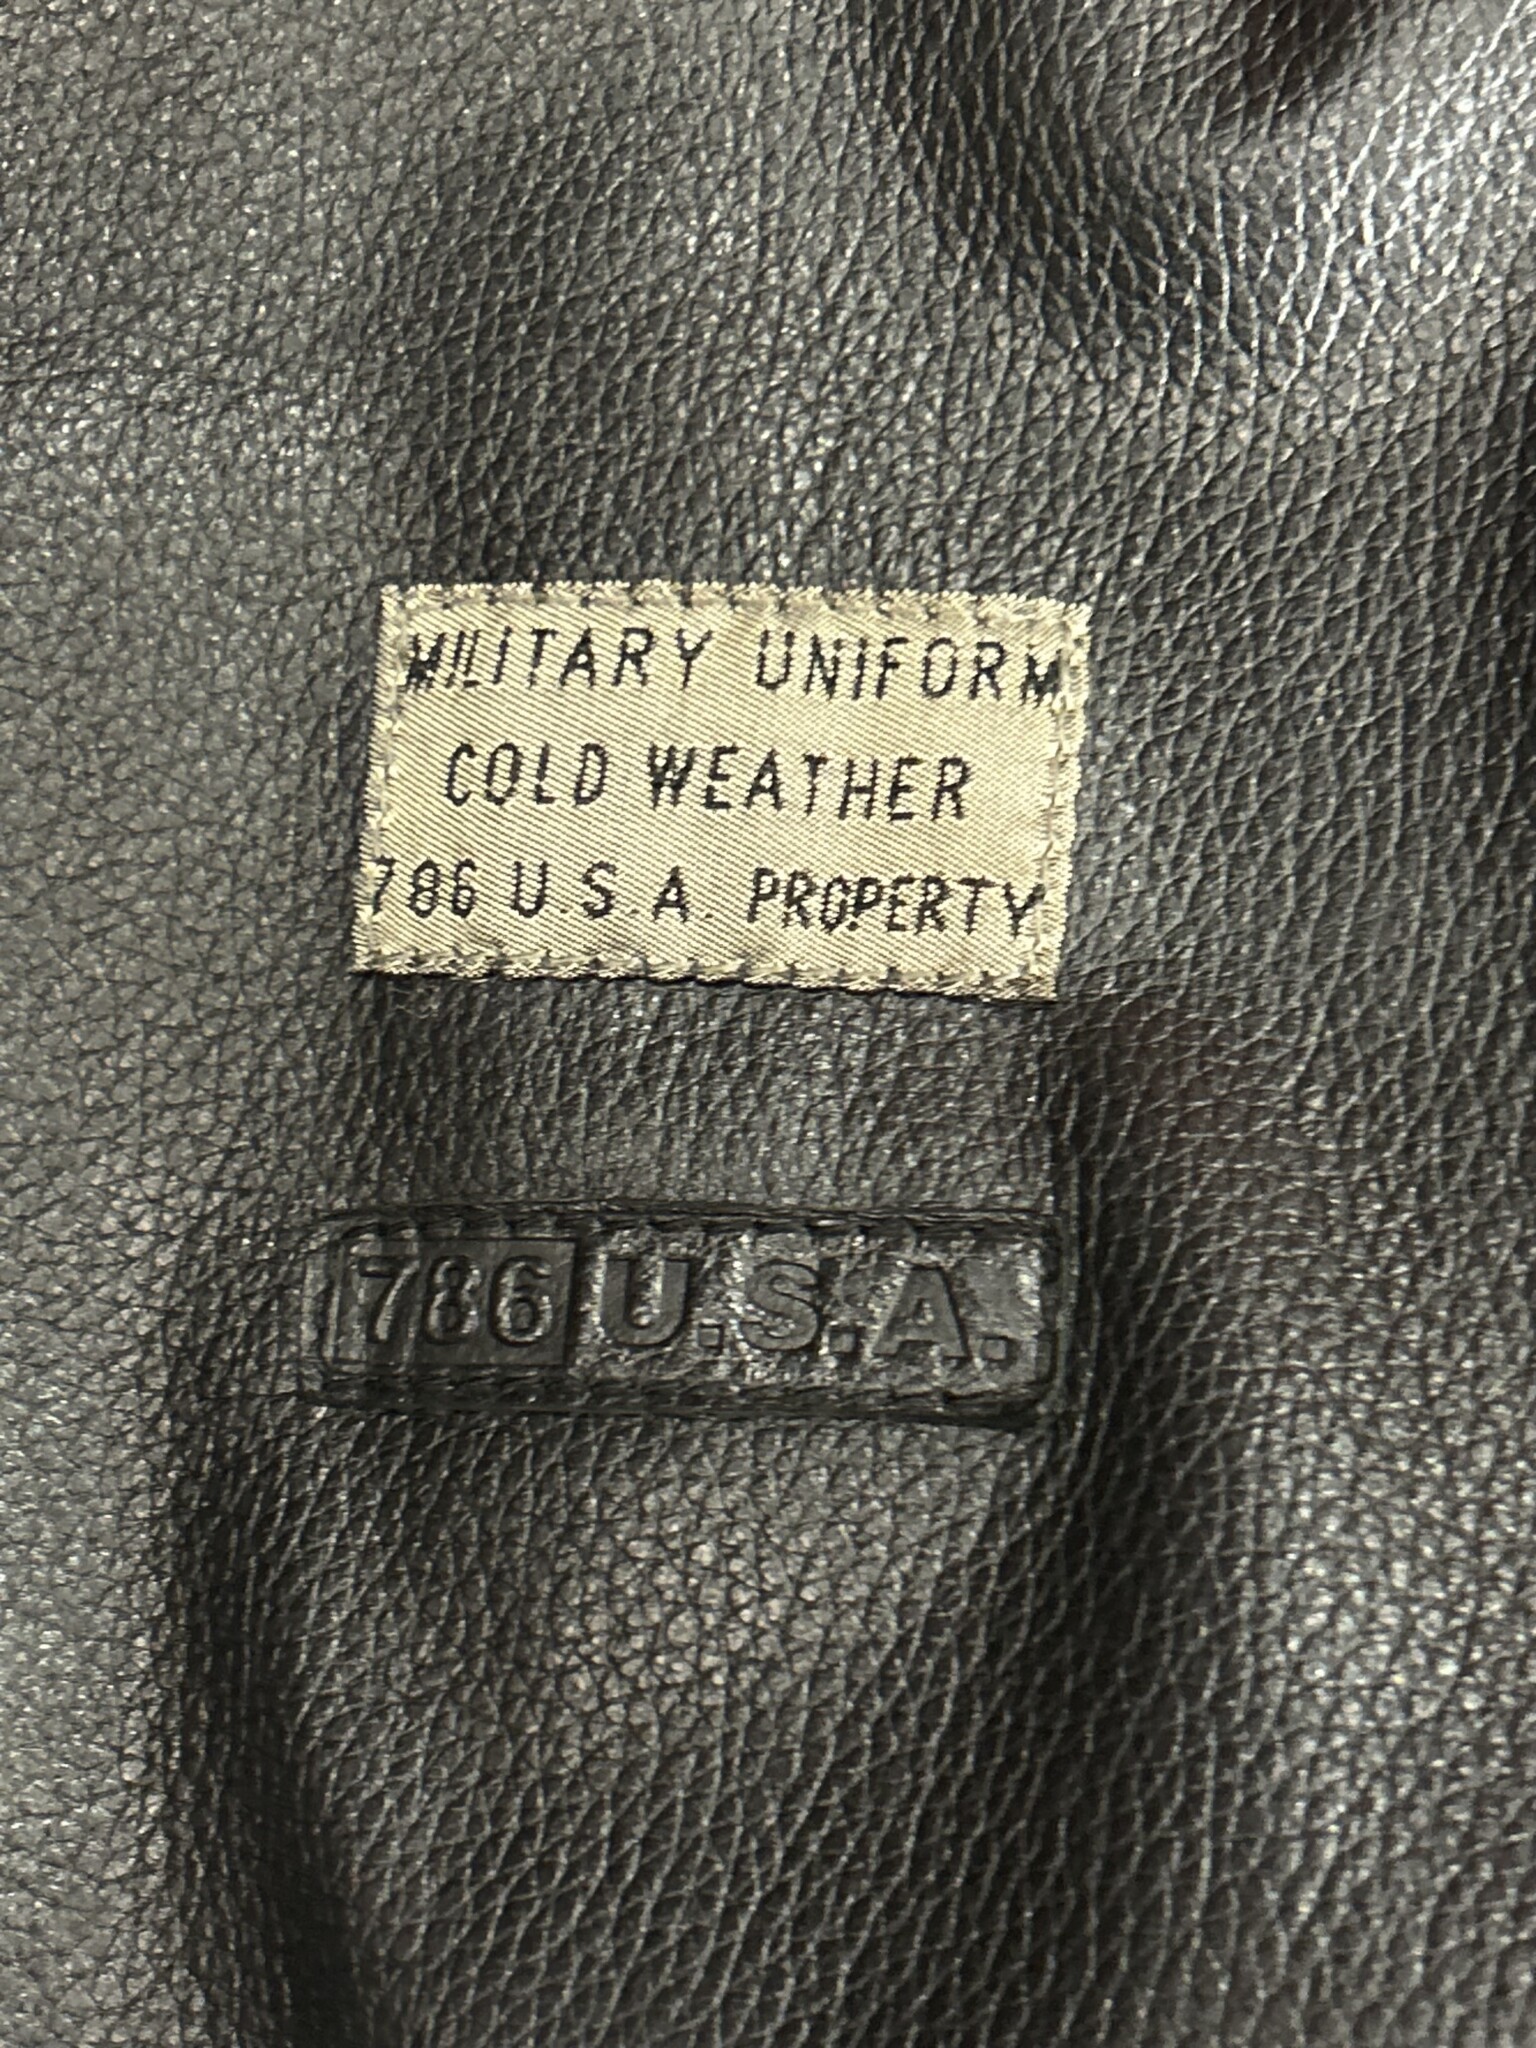 MILITARY UNIFORM
COLD WEATHER
786 U.S.A. PROPERTY
786 U.S.A.